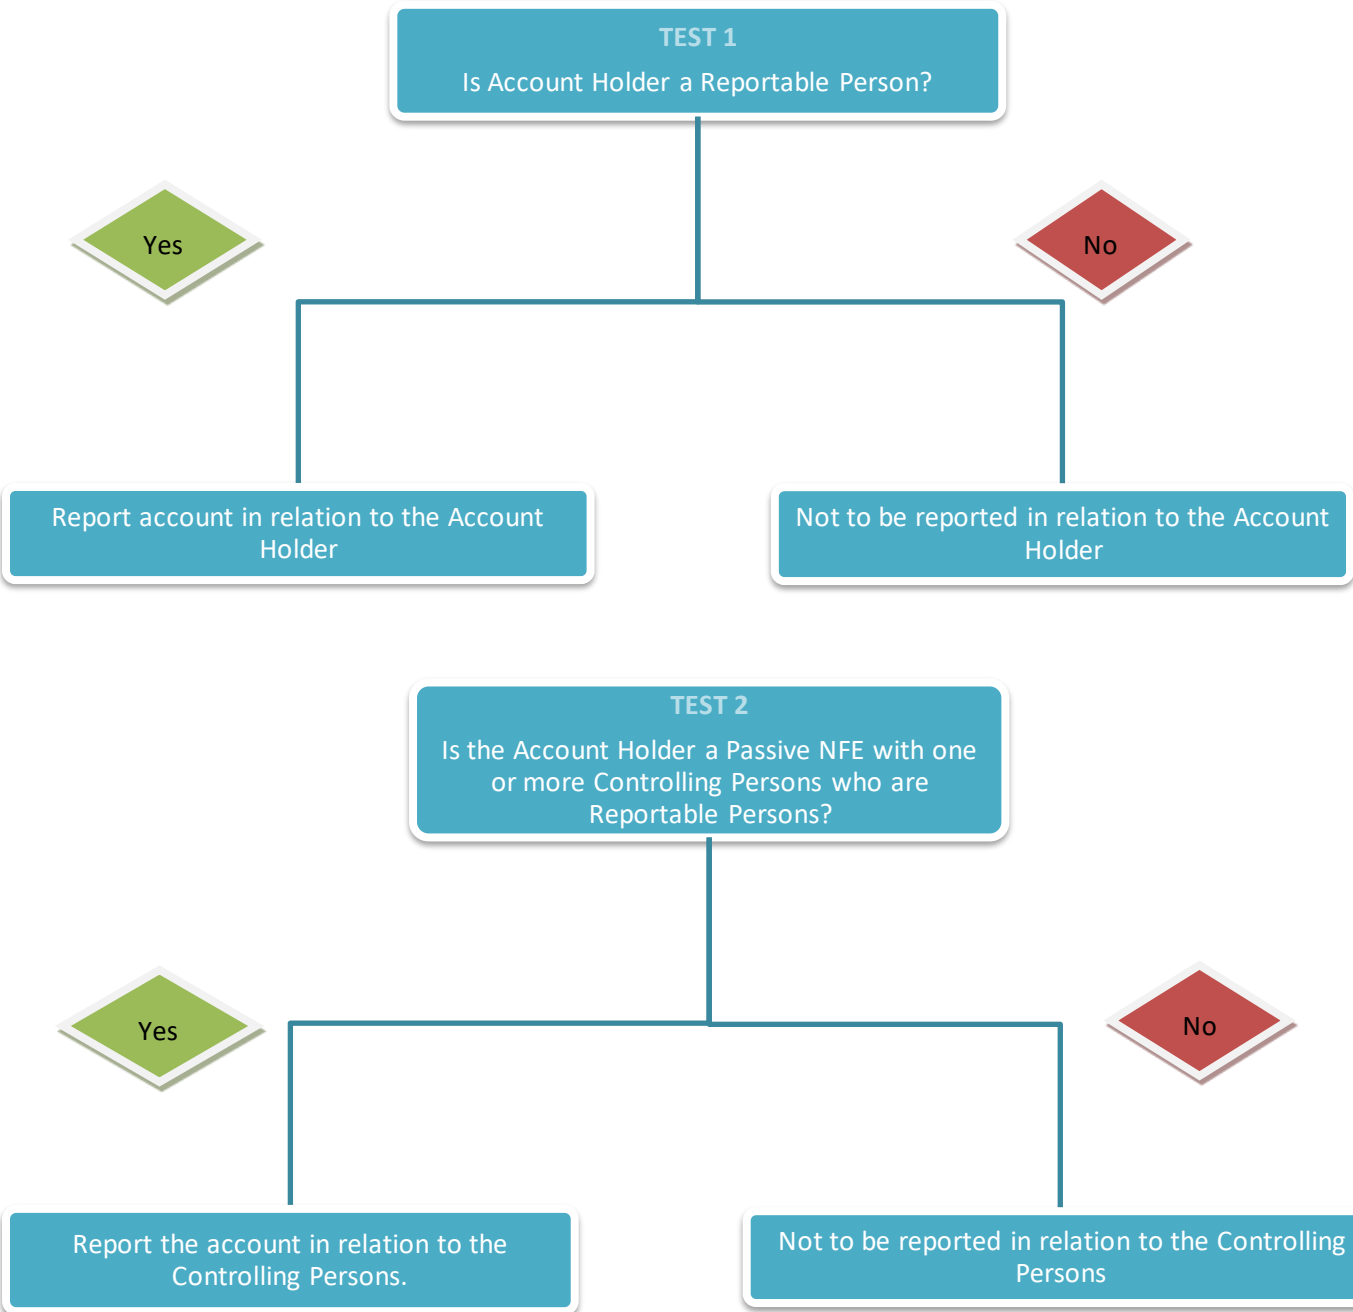 TEST 1
Is Account Holder a Reportable Person?
Yes
No
Report account in relation to the Account
Holder
Not to be reported in relation to the Account
Holder
TEST 2
Is the Account Holder a Passive NFE with one
or more Controlling Persons who are
Reportable Persons?
Yes
No
Report the account in relation to the
Controlling Persons.
Not to be reported in relation to the Controlling
Persons